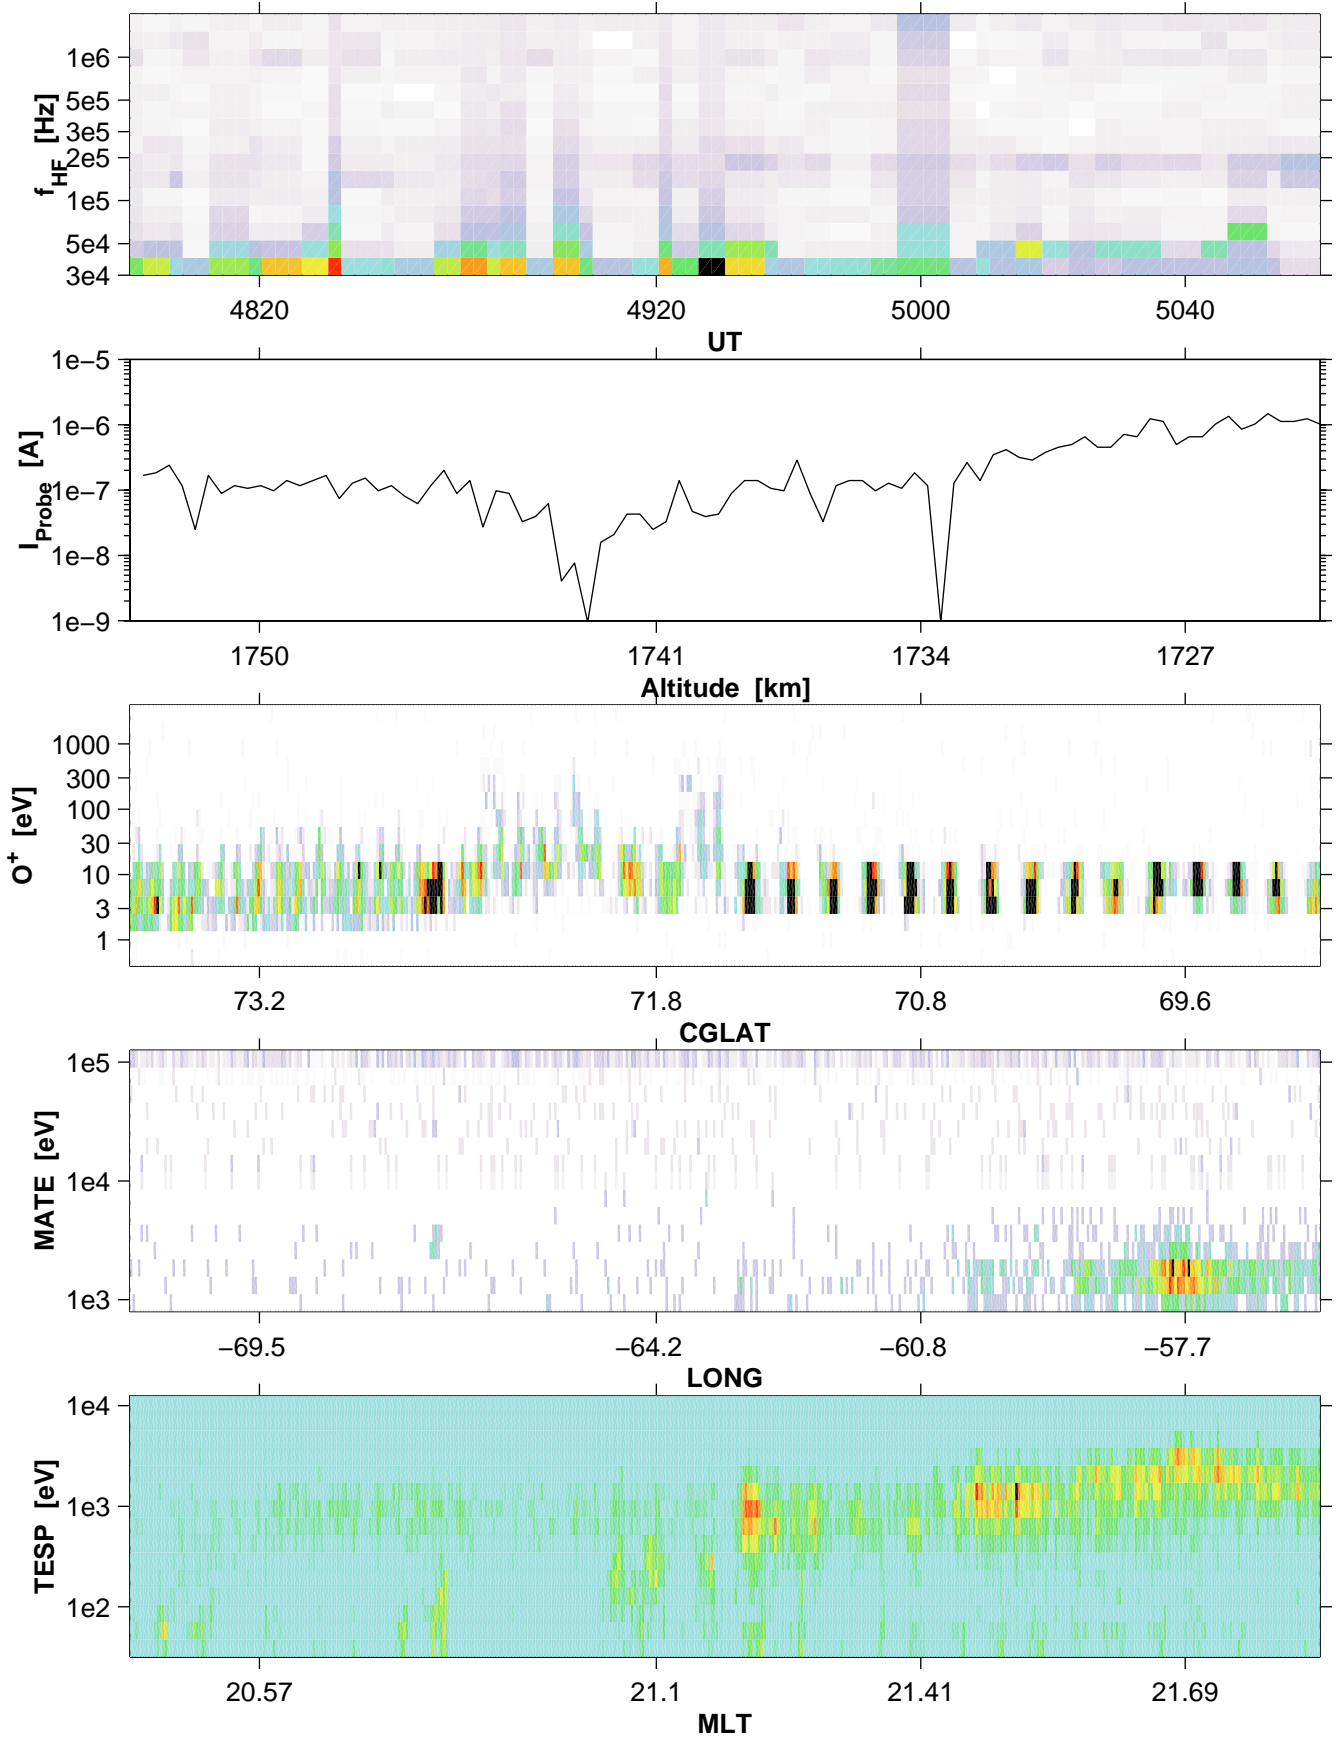 1e6
5e5
3e5
2e5
1e5
5e4
3e4
f_HF [Hz]
4820 4920 5000 5040
UT
1e−5
1e−6
1e−7
1e−8
1e−9
I_Probe [A]
1750 1741 1734 1727
Altitude [km]
1000
300
100
30
10
3
1
O⁺ [eV]
73.2 71.8 70.8 69.6
CGLAT
1e5
1e4
1e3
MATE [eV]
−69.5 −64.2 −60.8 −57.7
LONG
1e4
1e3
1e2
TESP [eV]
20.57 21.1 21.41 21.69
MLT